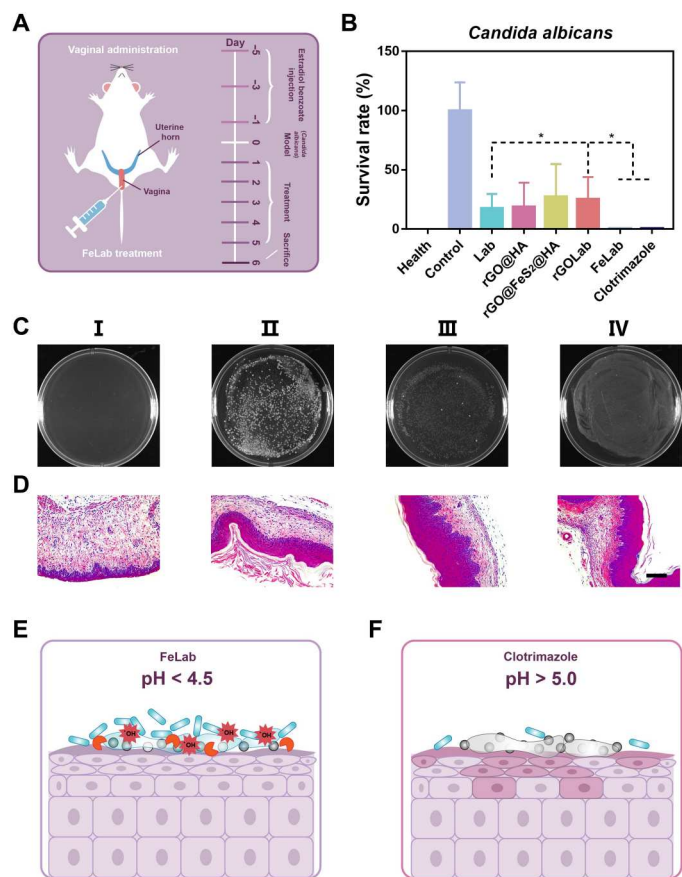 A
Vaginal administration
Uterine horn
Vagina
FeLab treatment
Day
-5
-3
-1
0
1
2
3
4
5
6
Estradiol benzoate injection
(Candida albicans) Model
Treatment
Sacrifice
B
Candida albicans
Survival rate (%)
150
100
50
0
*
*
Health
Control
Lab
rGO@HA
rGO@FeS2@HA
rGOLab
FeLab
Clotrimazole
C
I
II
III
IV
D
E
FeLab
pH < 4.5
OH
OH
OH
OH
F
Clotrimazole
pH > 5.0